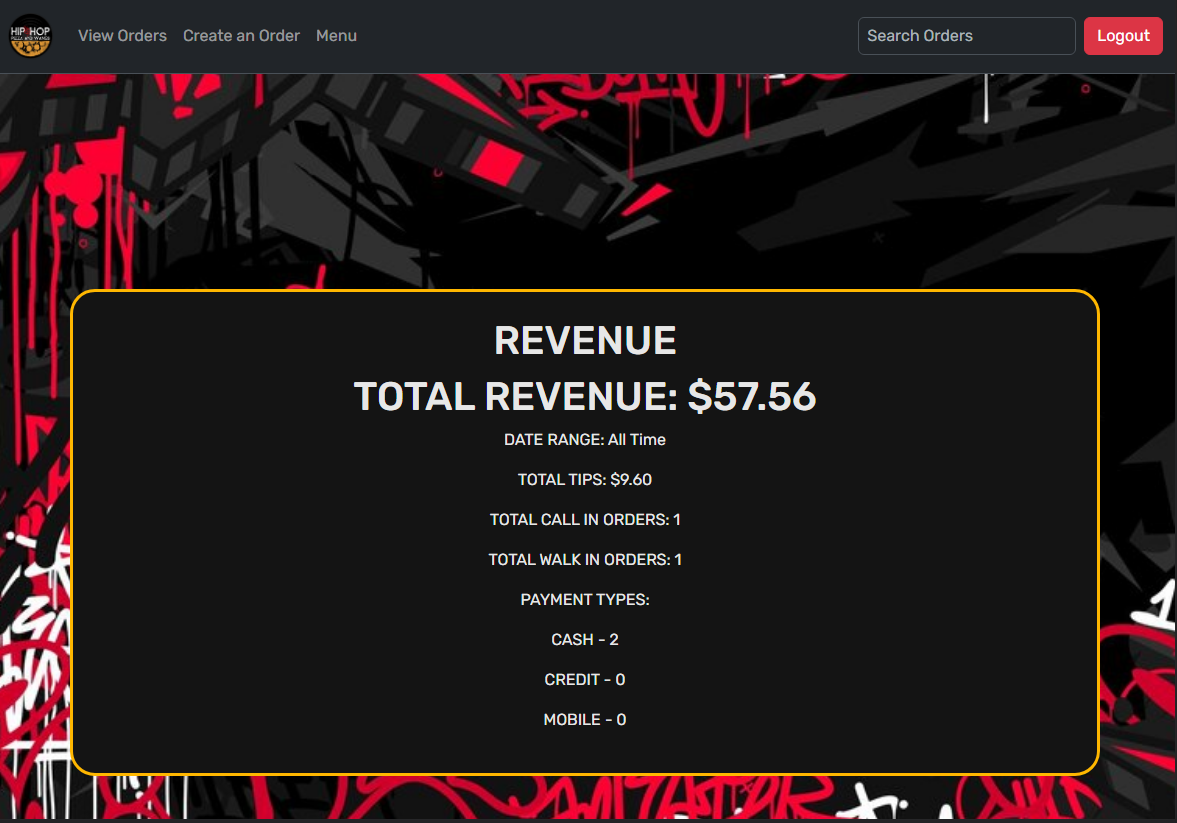 HIP HOP
PIZZA AND WINGS
View Orders
Create an Order
Menu
Search Orders
Logout
REVENUE
TOTAL REVENUE: $57.56
DATE RANGE: All Time
TOTAL TIPS: $9.60
TOTAL CALL IN ORDERS: 1
TOTAL WALK IN ORDERS: 1
PAYMENT TYPES:
CASH - 2
CREDIT - 0
MOBILE - 0